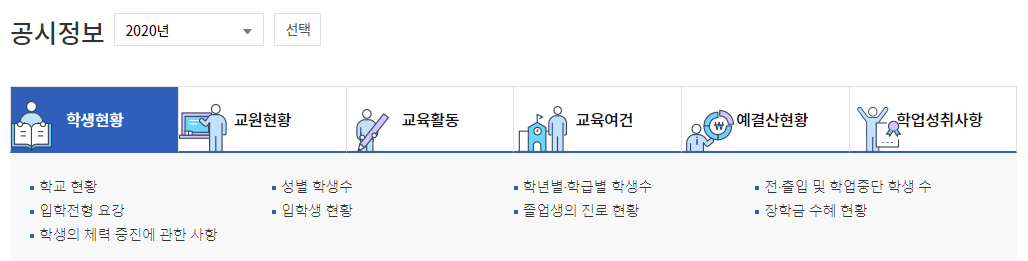 공시정보 2020년 선택
학생현황 교원현황 교육활동 교육여건 예결산현황 학업성취사항
학교 현황 성별 학생수 학년별·학급별 학생수 전·출입 및 학업중단 학생 수
입학전형 요강 입학생 현황 졸업생의 진로 현황 장학금 수혜 현황
학생의 체력 증진에 관한 사항